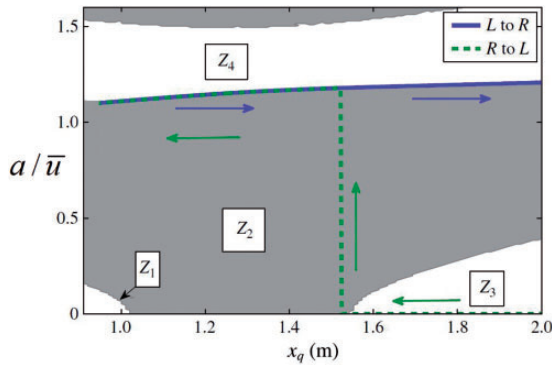 1.5
1.0
0.5
0
a / u̅
L to R
R to L
Z₄
Z₂
Z₁
Z₃
1.0 1.2 1.4 1.6 1.8 2.0
x_q (m)